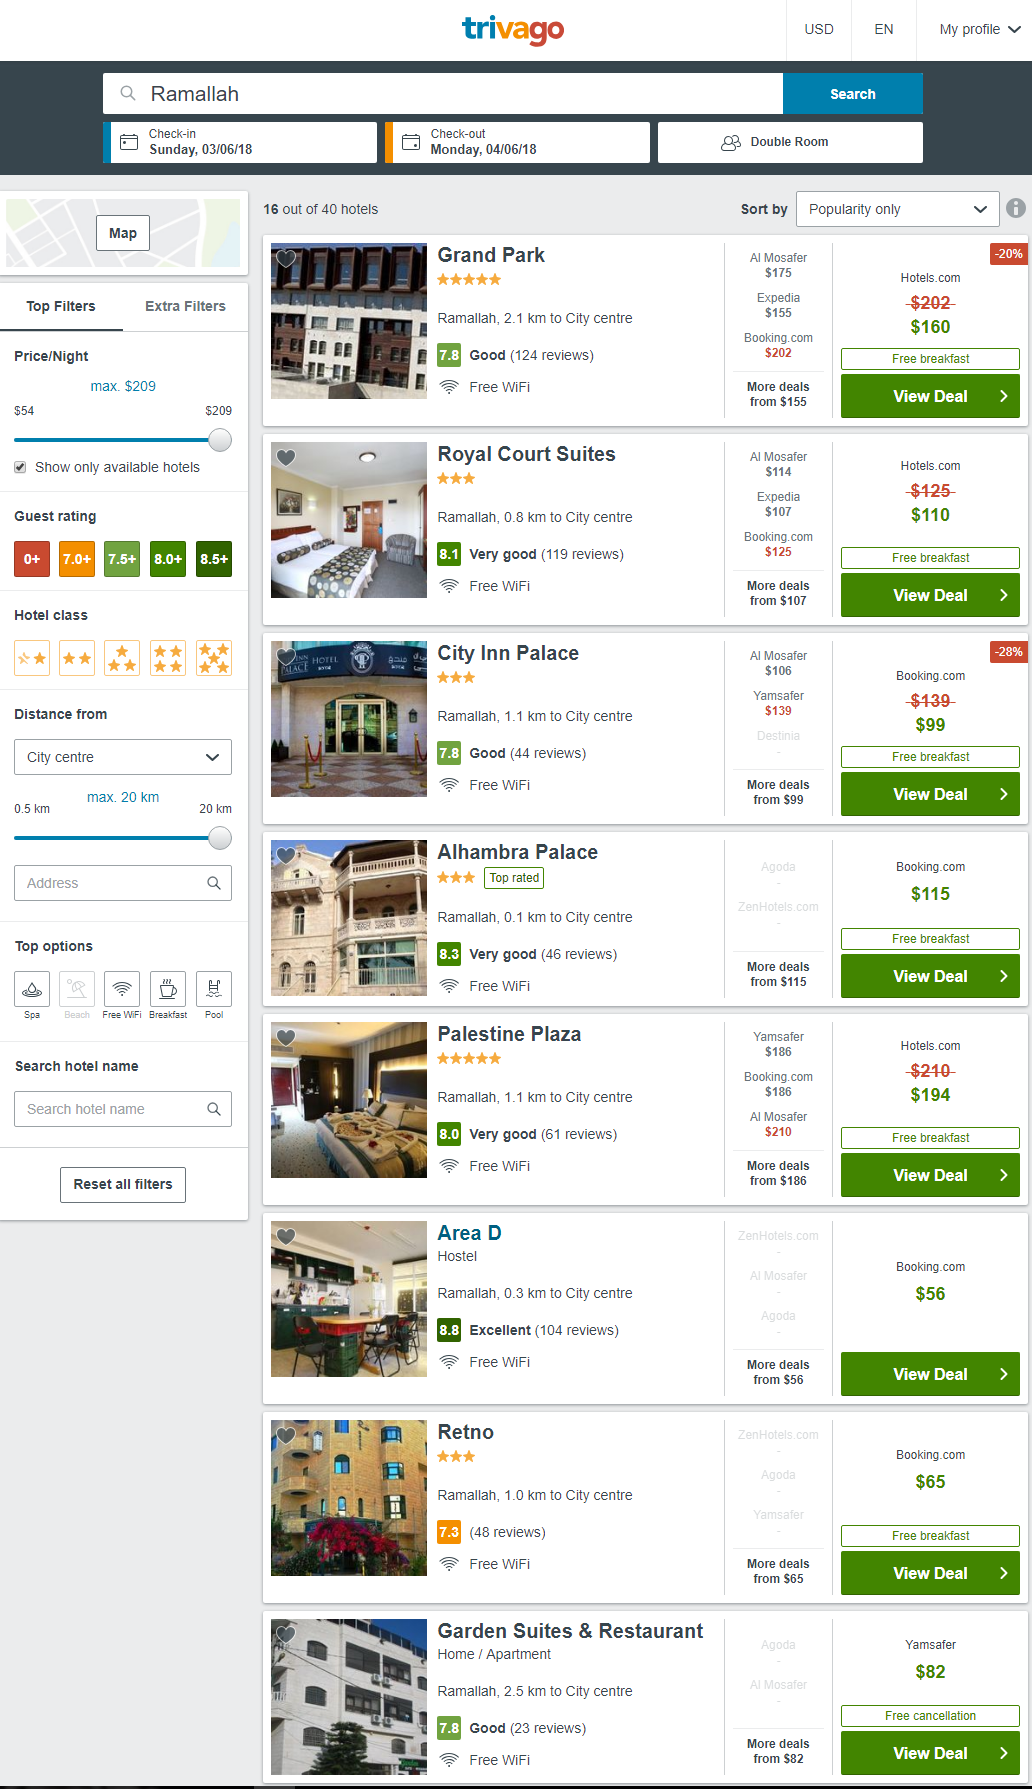 trivago
USD
EN
My profile
Ramallah
Search
Check-in
Sunday, 03/06/18
Check-out
Monday, 04/06/18
Double Room
Map
16 out of 40 hotels
Sort by
Popularity only
Top Filters
Extra Filters
Price/Night
max. $209
$54
$209
Show only available hotels
Guest rating
0+
7.0+
7.5+
8.0+
8.5+
Hotel class
Distance from
City centre
max. 20 km
0.5 km
20 km
Address
Top options
Spa
Beach
Free WiFi
Breakfast
Pool
Search hotel name
Search hotel name
Reset all filters
Grand Park
Ramallah, 2.1 km to City centre
7.8 Good (124 reviews)
Free WiFi
Al Mosafer
$175
Expedia
$155
Booking.com
$202
More deals
from $155
-20%
Hotels.com
$202
$160
Free breakfast
View Deal
Royal Court Suites
Ramallah, 0.8 km to City centre
8.1 Very good (119 reviews)
Free WiFi
Al Mosafer
$114
Expedia
$107
Booking.com
$125
More deals
from $107
Hotels.com
$125
$110
Free breakfast
View Deal
INN
PALACE
HOTEL
City Inn Palace
Ramallah, 1.1 km to City centre
7.8 Good (44 reviews)
Free WiFi
Al Mosafer
$106
Yamsafer
$139
Destinia
-
More deals
from $99
-28%
Booking.com
$139
$99
Free breakfast
View Deal
Alhambra Palace
Top rated
Ramallah, 0.1 km to City centre
8.3 Very good (46 reviews)
Free WiFi
Agoda
-
ZenHotels.com
-
More deals
from $115
Booking.com
$115
Free breakfast
View Deal
Palestine Plaza
Ramallah, 1.1 km to City centre
8.0 Very good (61 reviews)
Free WiFi
Yamsafer
$186
Booking.com
$186
Al Mosafer
$210
More deals
from $186
Hotels.com
$210
$194
Free breakfast
View Deal
Area D
Hostel
Ramallah, 0.3 km to City centre
8.8 Excellent (104 reviews)
Free WiFi
ZenHotels.com
-
Al Mosafer
-
Agoda
-
More deals
from $56
Booking.com
$56
View Deal
Retno
Ramallah, 1.0 km to City centre
7.3 (48 reviews)
Free WiFi
ZenHotels.com
-
Agoda
-
Yamsafer
-
More deals
from $65
Booking.com
$65
Free breakfast
View Deal
Garden Suites & Restaurant
Home / Apartment
Ramallah, 2.5 km to City centre
7.8 Good (23 reviews)
Free WiFi
Agoda
-
Al Mosafer
-
More deals
from $82
Yamsafer
$82
Free cancellation
View Deal